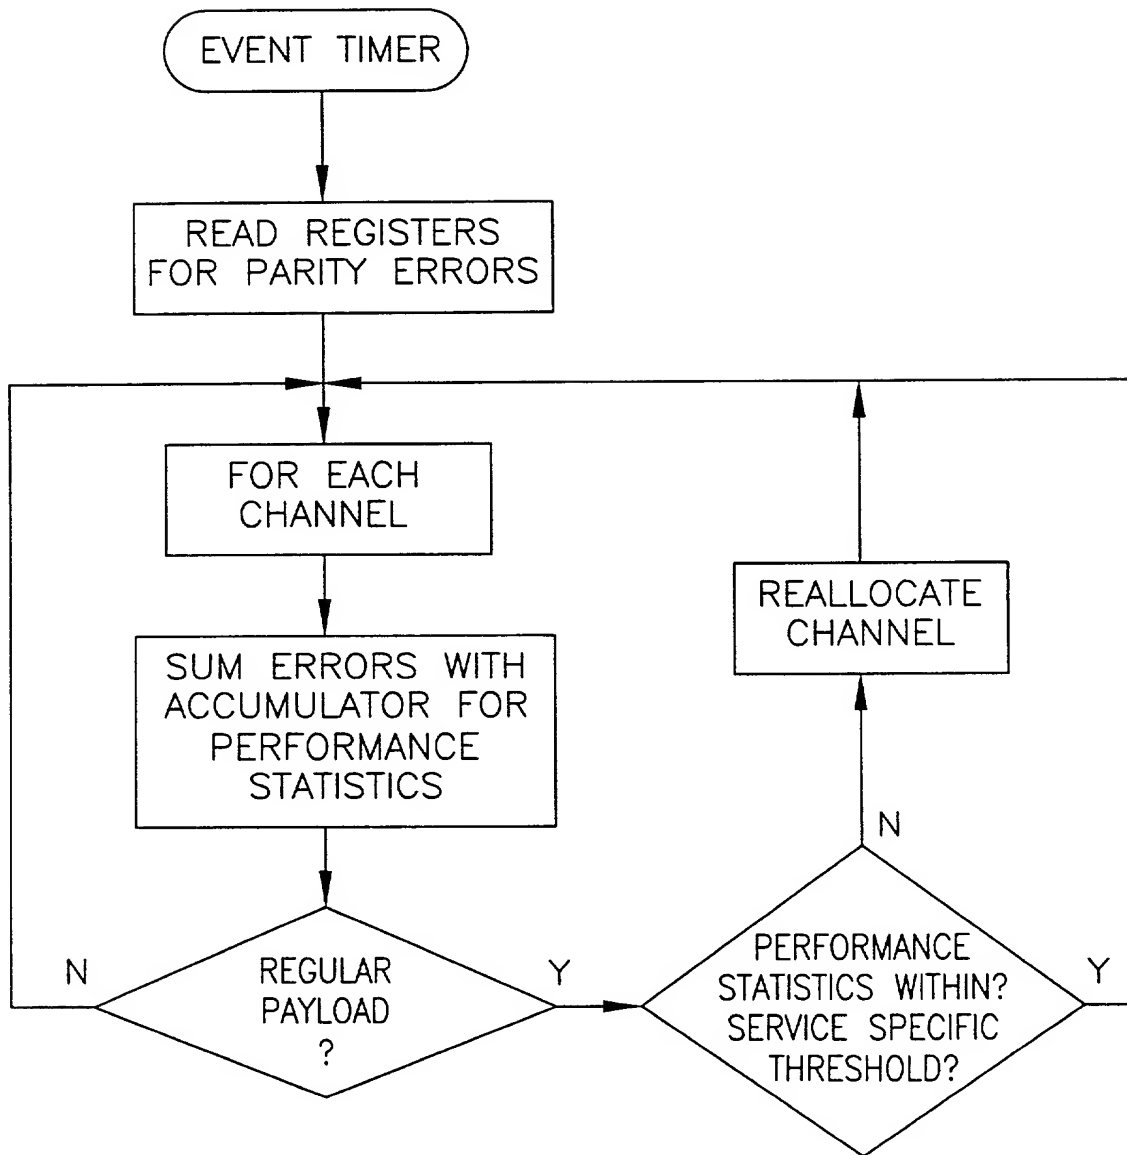 EVENT TIMER
READ REGISTERS
FOR PARITY ERRORS
FOR EACH
CHANNEL
REALLOCATE
CHANNEL
SUM ERRORS WITH
ACCUMULATOR FOR
PERFORMANCE
STATISTICS
N
REGULAR
PAYLOAD
?
Y
N
PERFORMANCE
STATISTICS WITHIN?
SERVICE SPECIFIC
THRESHOLD?
Y